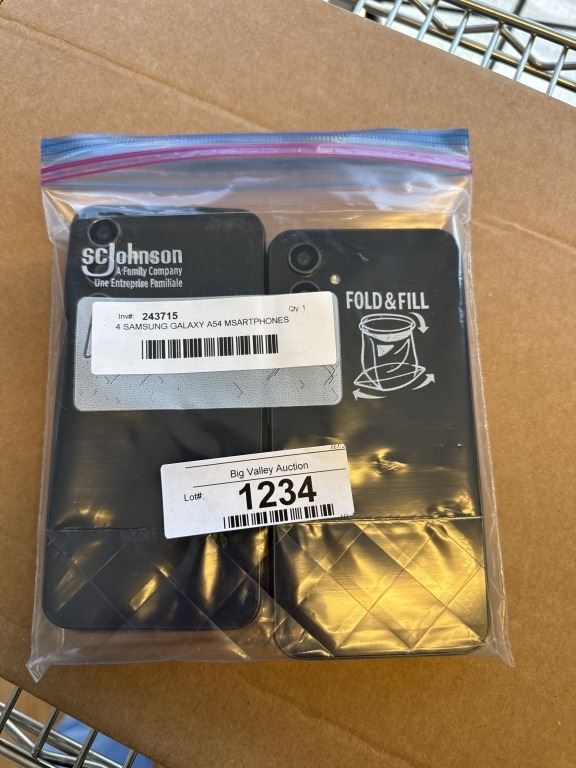 scJohnson
A Family Company
Une Entreprise Familiale
FOLD & FILL
Inv#: 243715
Qty: 1
4 SAMSUNG GALAXY A54 MSARTPHONES
Big Valley Auction
Lot#: 1234